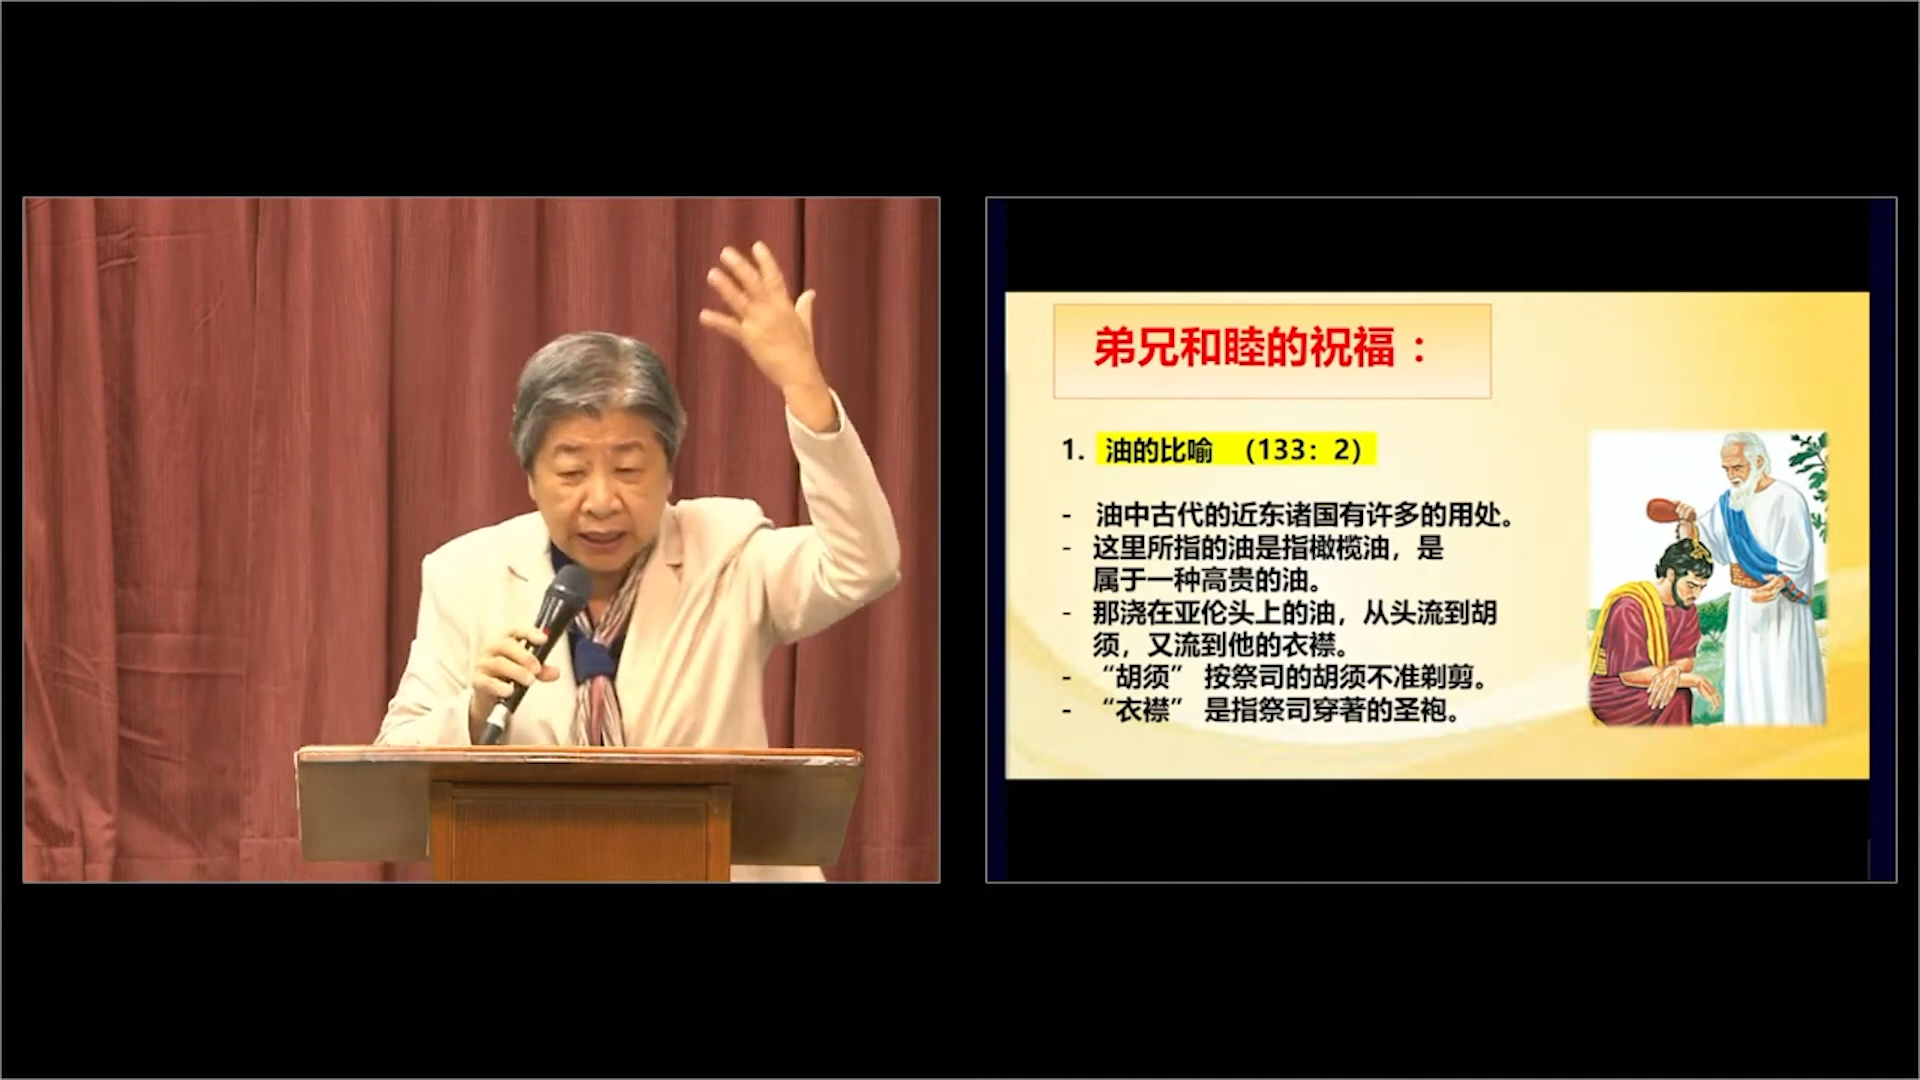 弟兄和睦的祝福：
1. 油的比喻 （133：2）
- 油中古代的近东诸国有许多的用处。
- 这里所指的油是指橄榄油，是
属于一种高贵的油。
- 那浇在亚伦头上的油，从头流到胡
须，又流到他的衣襟。
- “胡须” 按祭司的胡须不准剃剪。
- “衣襟” 是指祭司穿著的圣袍。